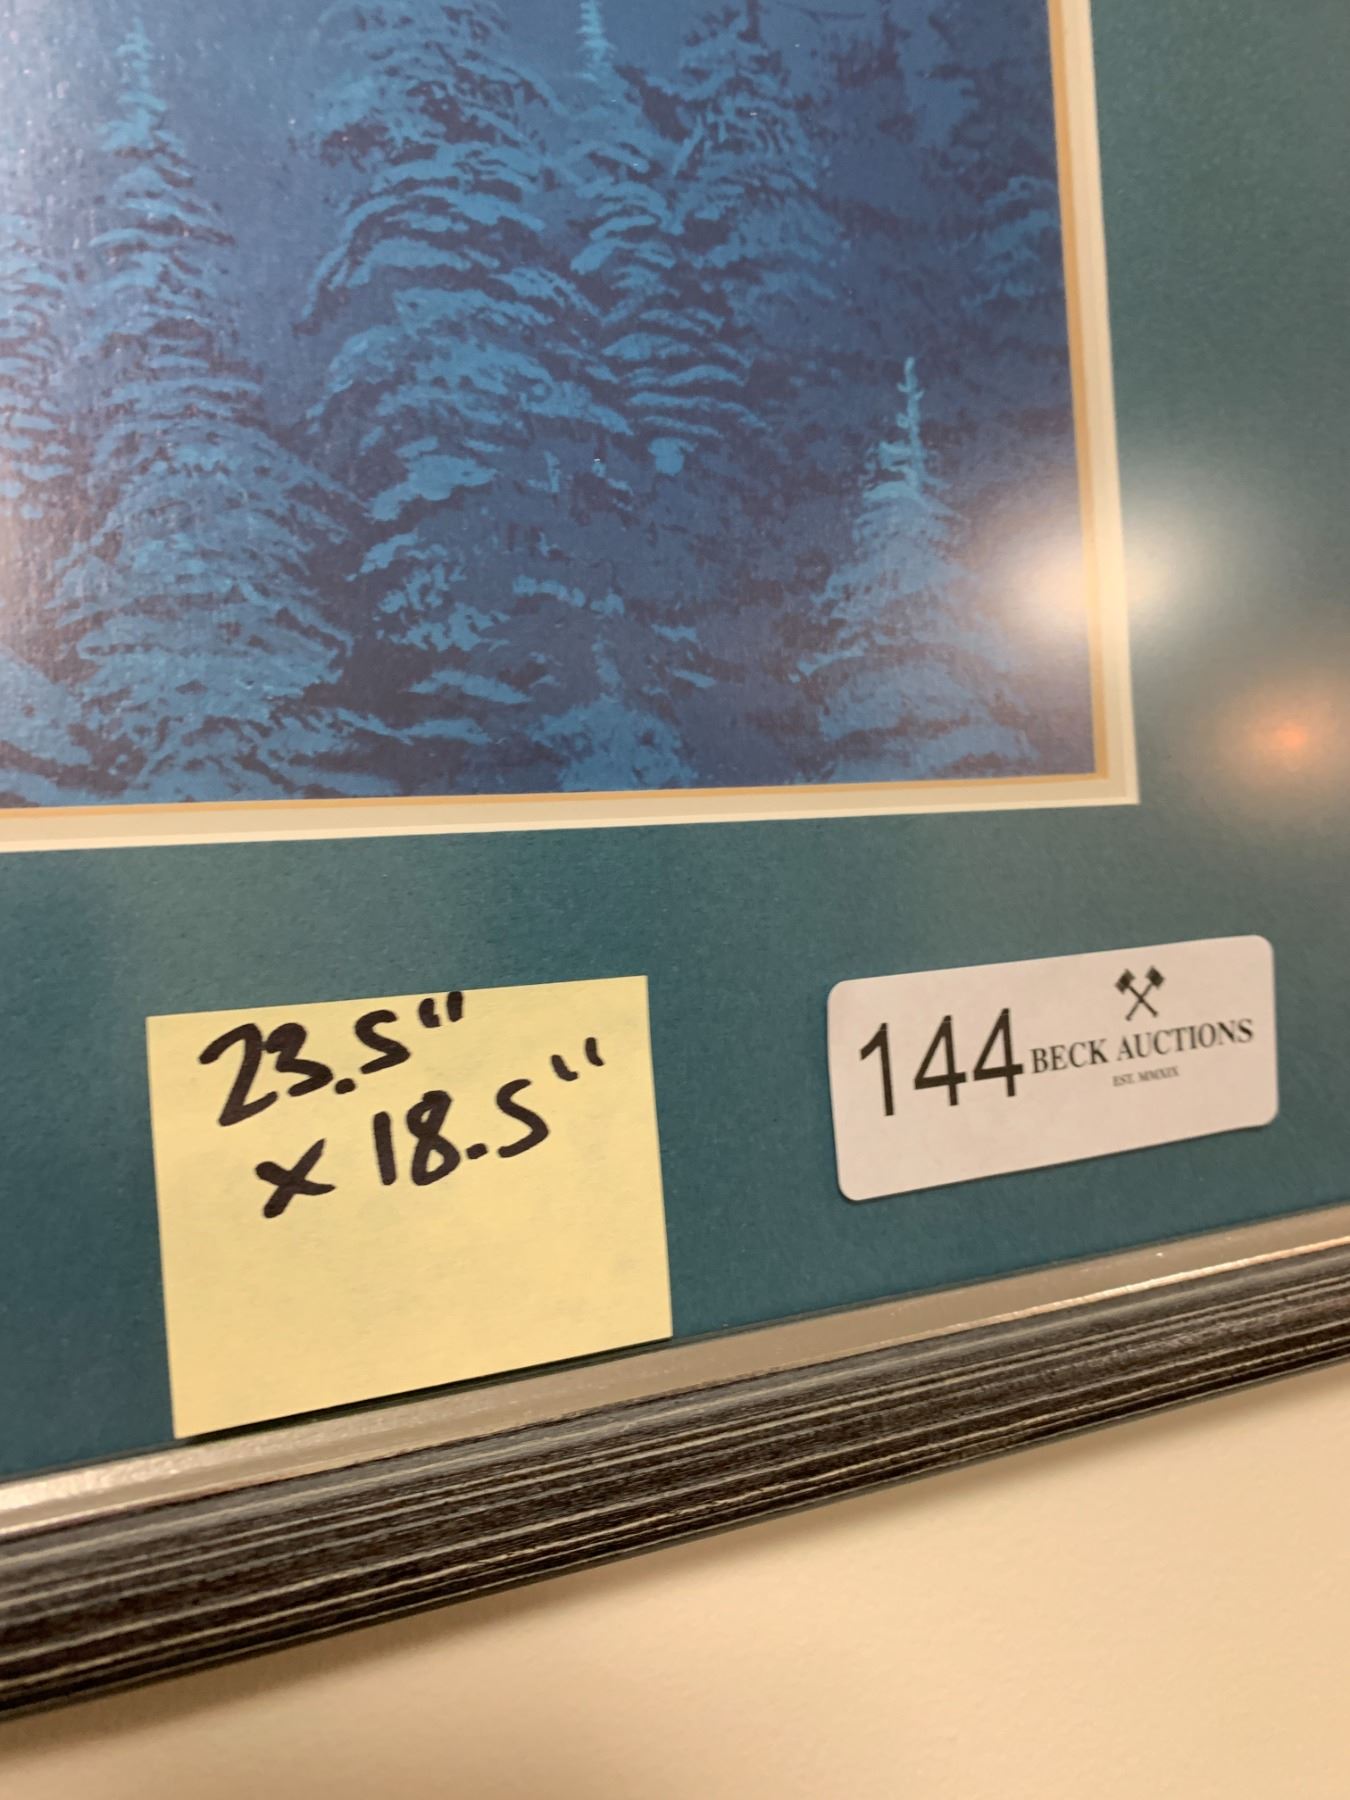 23.5"
x 18.5"
144 BECK AUCTIONS
EST. MMXIX